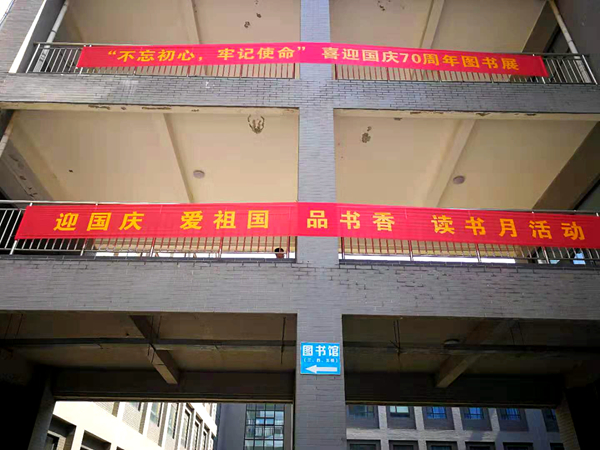 “不忘初心，牢记使命”喜迎国庆70周年图书展
迎国庆 爱祖国 品书香 读书月活动
图书馆